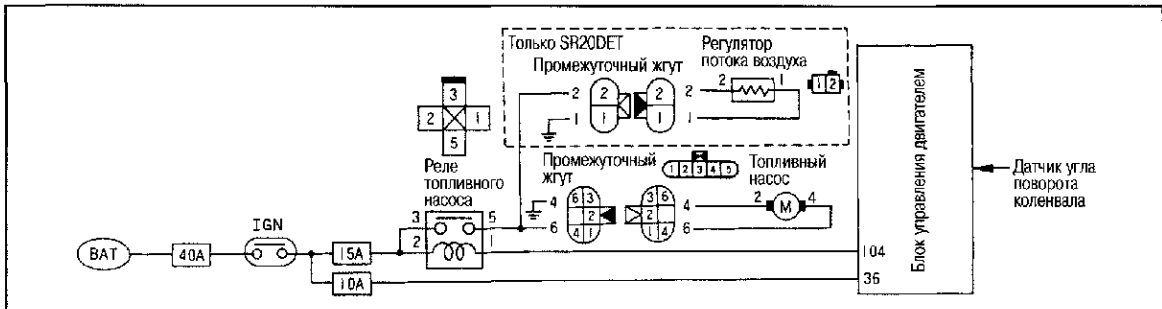 Только SR20DET
Регулятор
потока воздуха
Промежуточный жгут
2 2 2 2 2 1 1 2
1 1 1 1
3
2 1
5
Реле
топливного
насоса
Промежуточный
жгут
1 2 3 4 5
Топливный
насос
4 6 3 3 6 4 2 M 4
2 2
6 4 1 1 4 6
3 5
2 1
IGN
BAT
40A
15A
10A
104
36
Блок управления двигателем
Датчик угла
поворота
коленвала